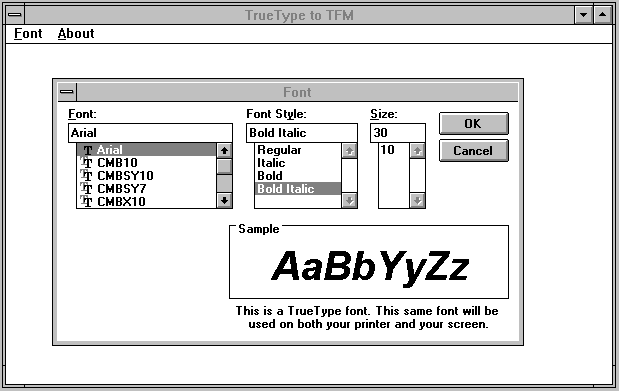 TrueType to TFM
Font About
Font
Font: Font Style: Size:
Arial Bold Italic 30 OK
Arial Regular 10 Cancel
CMB10 Italic
CMBSY10 Bold
CMBSY7 Bold Italic
CMBX10
Sample
AaBbYyZz
This is a TrueType font. This same font will be
used on both your printer and your screen.